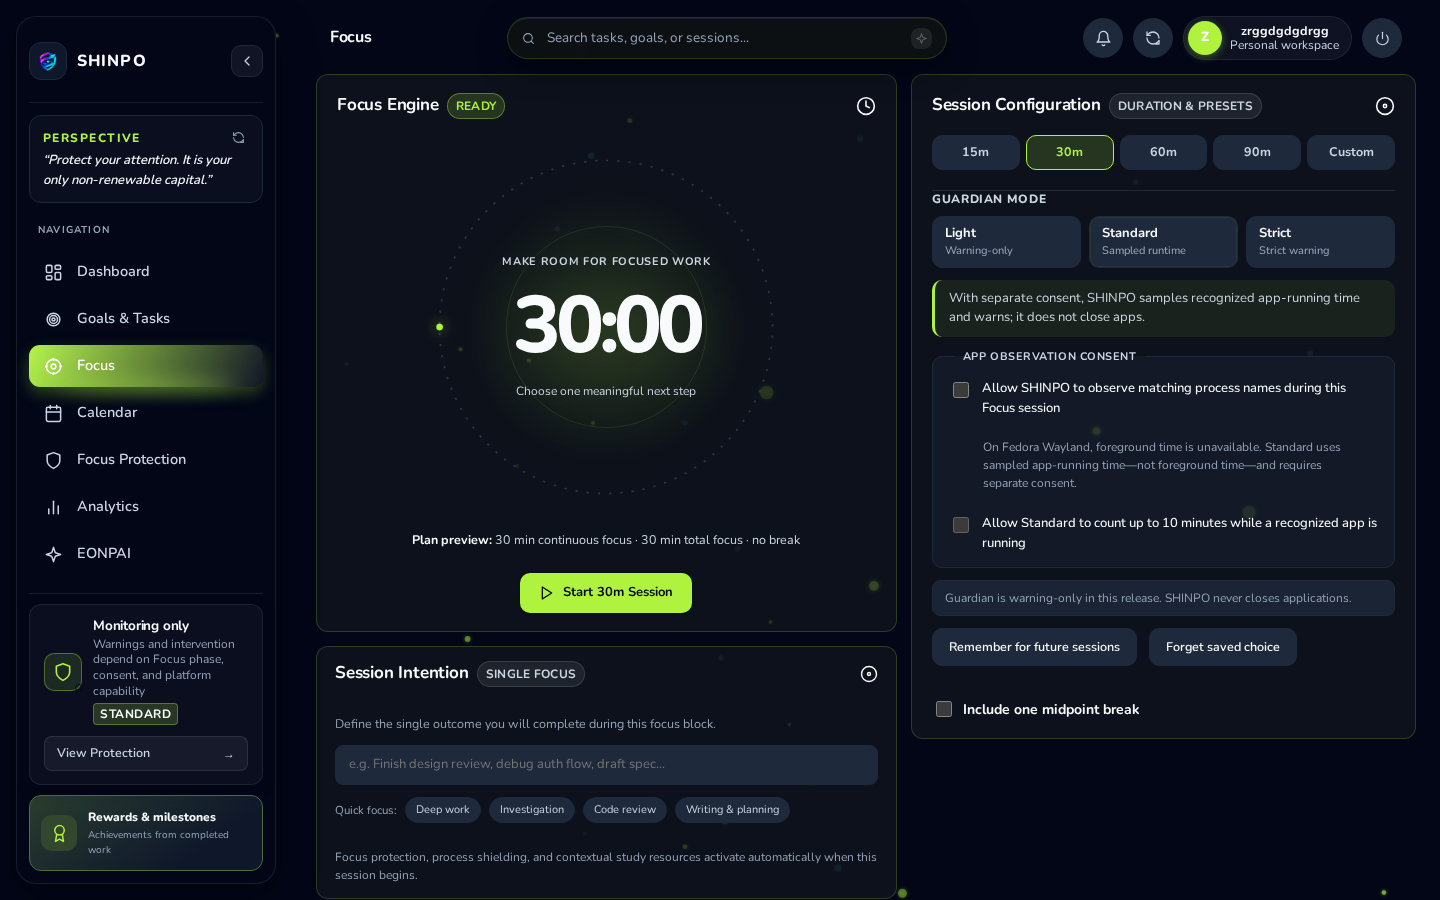 SHINPO
PERSPECTIVE
“Protect your attention. It is your
only non-renewable capital.”
NAVIGATION
Dashboard
Goals & Tasks
Focus
Calendar
Focus Protection
Analytics
EONPAI
Monitoring only
Warnings and intervention
depend on Focus phase,
consent, and platform
capability
STANDARD
View Protection →
Rewards & milestones
Achievements from completed
work
Focus
Search tasks, goals, or sessions...
Z
zrggdgdgdrgg
Personal workspace
Focus Engine READY
MAKE ROOM FOR FOCUSED WORK
30:00
Choose one meaningful next step
Plan preview: 30 min continuous focus · 30 min total focus · no break
Start 30m Session
Session Intention SINGLE FOCUS
Define the single outcome you will complete during this focus block.
e.g. Finish design review, debug auth flow, draft spec...
Quick focus: Deep work Investigation Code review Writing & planning
Focus protection, process shielding, and contextual study resources activate automatically when this
session begins.
Session Configuration DURATION & PRESETS
15m 30m 60m 90m Custom
GUARDIAN MODE
Light Standard Strict
Warning-only Sampled runtime Strict warning
With separate consent, SHINPO samples recognized app-running time
and warns; it does not close apps.
APP OBSERVATION CONSENT
Allow SHINPO to observe matching process names during this
Focus session
On Fedora Wayland, foreground time is unavailable. Standard uses
sampled app-running time—not foreground time—and requires
separate consent.
Allow Standard to count up to 10 minutes while a recognized app is
running
Guardian is warning-only in this release. SHINPO never closes applications.
Remember for future sessions Forget saved choice
Include one midpoint break